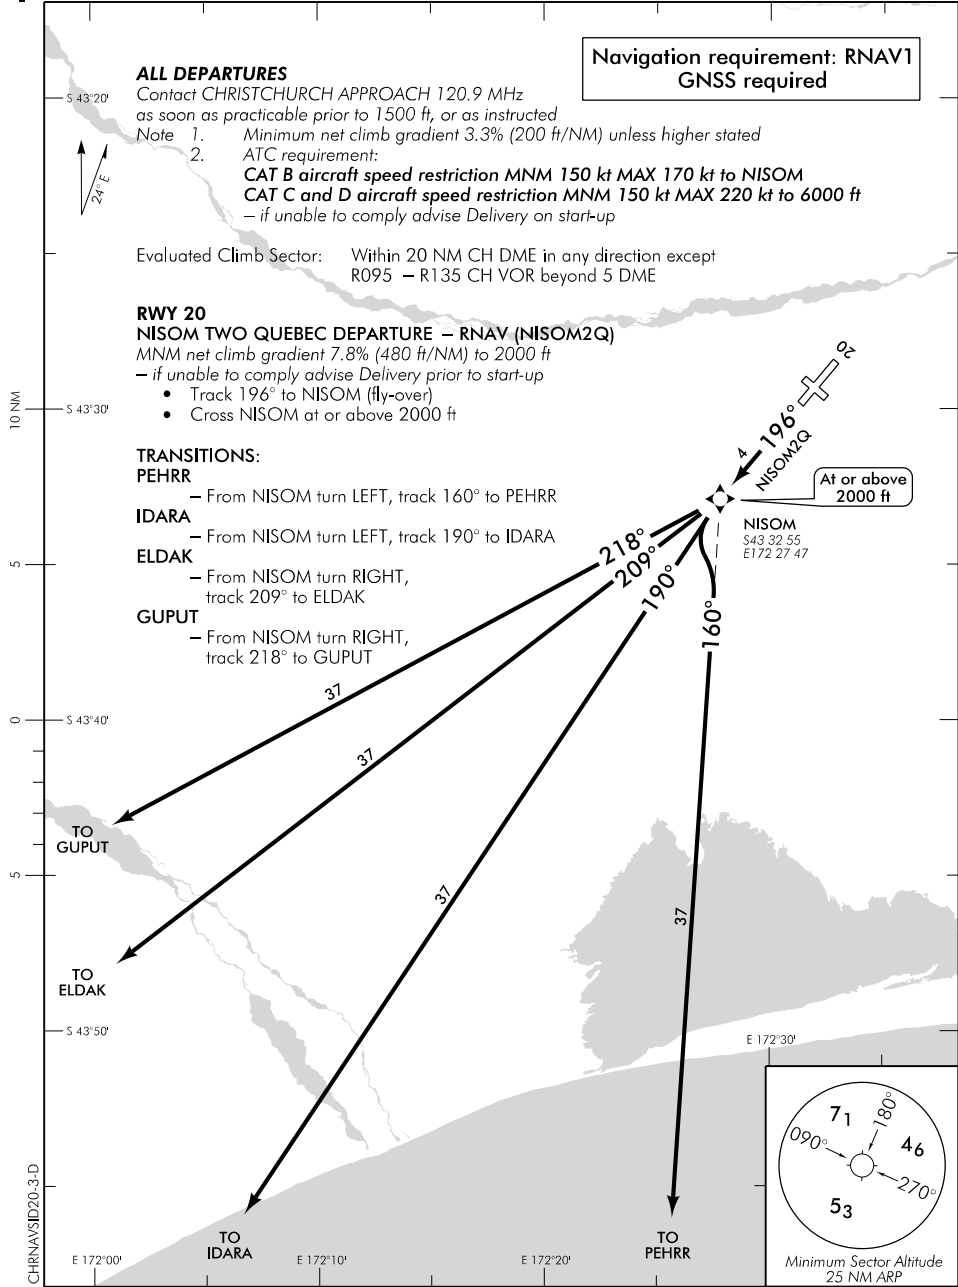 Navigation requirement: RNAV1
GNSS required
ALL DEPARTURES
Contact CHRISTCHURCH APPROACH 120.9 MHz
as soon as practicable prior to 1500 ft, or as instructed
Note 1. Minimum net climb gradient 3.3% (200 ft/NM) unless higher stated
2. ATC requirement:
CAT B aircraft speed restriction MNM 150 kt MAX 170 kt to NISOM
CAT C and D aircraft speed restriction MNM 150 kt MAX 220 kt to 6000 ft
– if unable to comply advise Delivery on start-up
Evaluated Climb Sector: Within 20 NM CH DME in any direction except
R095 – R135 CH VOR beyond 5 DME
RWY 20
NISOM TWO QUEBEC DEPARTURE – RNAV (NISOM2Q)
MNM net climb gradient 7.8% (480 ft/NM) to 2000 ft
– if unable to comply advise Delivery prior to start-up
• Track 196° to NISOM (fly-over)
• Cross NISOM at or above 2000 ft
TRANSITIONS:
PEHRR
– From NISOM turn LEFT, track 160° to PEHRR
IDARA
– From NISOM turn LEFT, track 190° to IDARA
ELDAK
– From NISOM turn RIGHT,
track 209° to ELDAK
GUPUT
– From NISOM turn RIGHT,
track 218° to GUPUT
S 43°20'
24° E
10 NM
S 43°30'
5
0
S 43°40'
5
S 43°50'
20
196°
4
NISOM2Q
At or above
2000 ft
NISOM
S43 32 55
E172 27 47
218°
209°
190°
160°
37
37
37
37
TO
GUPUT
TO
ELDAK
TO
IDARA
TO
PEHRR
E 172°30'
E 172°00'
E 172°10'
E 172°20'
71
180°
090°
46
270°
53
Minimum Sector Altitude
25 NM ARP
CHRNAVSID20-3-D